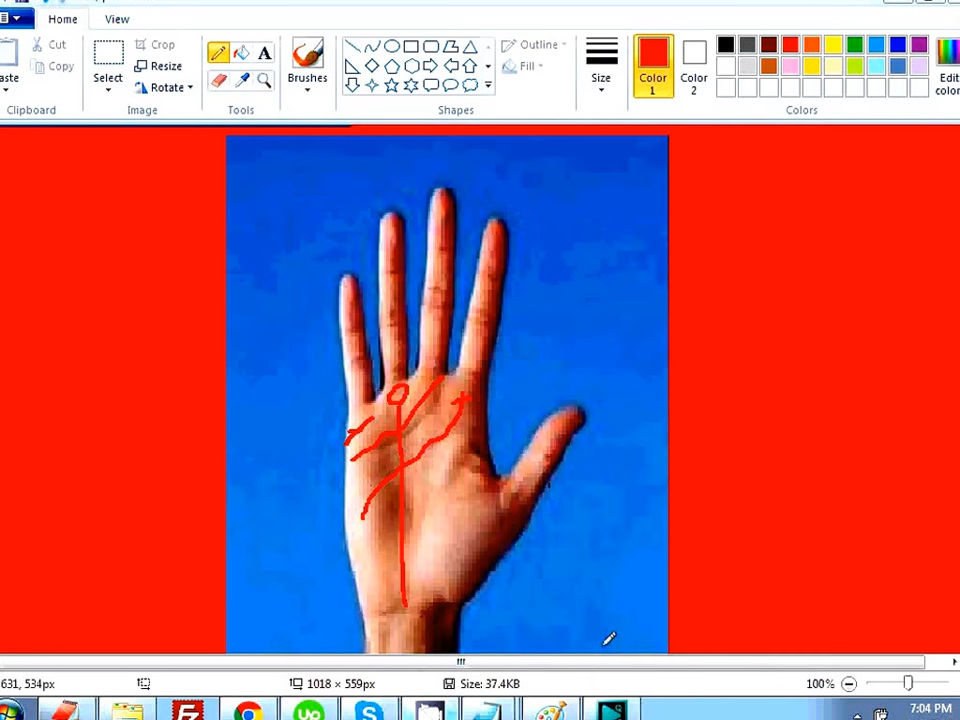 Home View
Cut
Copy
Clipboard
Select
Crop
Resize
Rotate
Image
A
Tools
Brushes
Outline
Fill
Shapes
Size
Color
1
Color
2
Colors
Edit
631, 534px
1018 × 559px
Size: 37.4KB
100%
7:04 PM